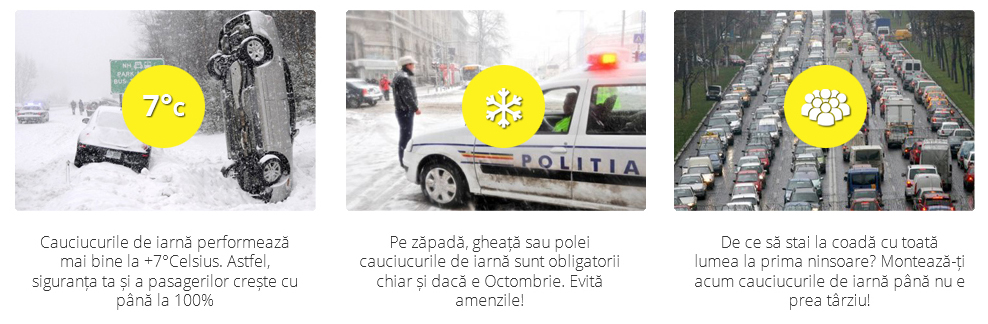 7°c
POLITIA
Cauciucurile de iarnă performează
mai bine la +7°Celsius. Astfel,
siguranța ta și a pasagerilor crește cu
până la 100%
Pe zăpadă, gheață sau polei
cauciucurile de iarnă sunt obligatorii
chiar și dacă e Octombrie. Evită
amenzile!
De ce să stai la coadă cu toată
lumea la prima ninsoare? Montează-ți
acum cauciucurile de iarnă până nu e
prea târziu!